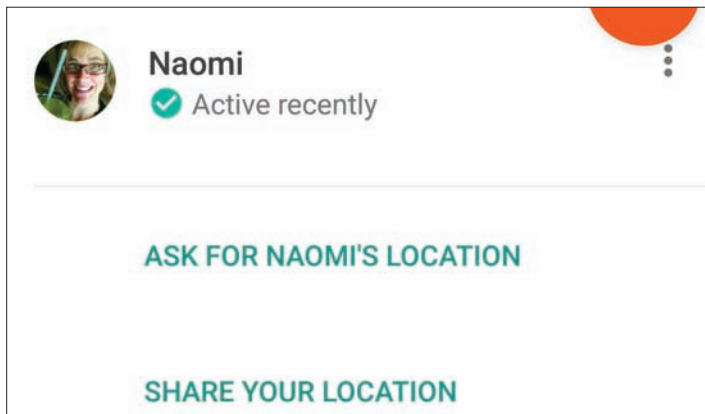 Naomi
Active recently
ASK FOR NAOMI'S LOCATION
SHARE YOUR LOCATION